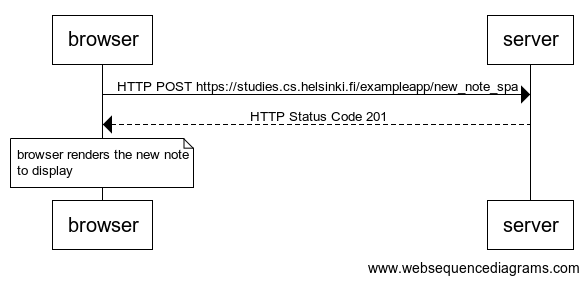 browser
server
HTTP POST https://studies.cs.helsinki.fi/exampleapp/new_note_spa
HTTP Status Code 201
browser renders the new note
to display
browser
server
www.websequencediagrams.com